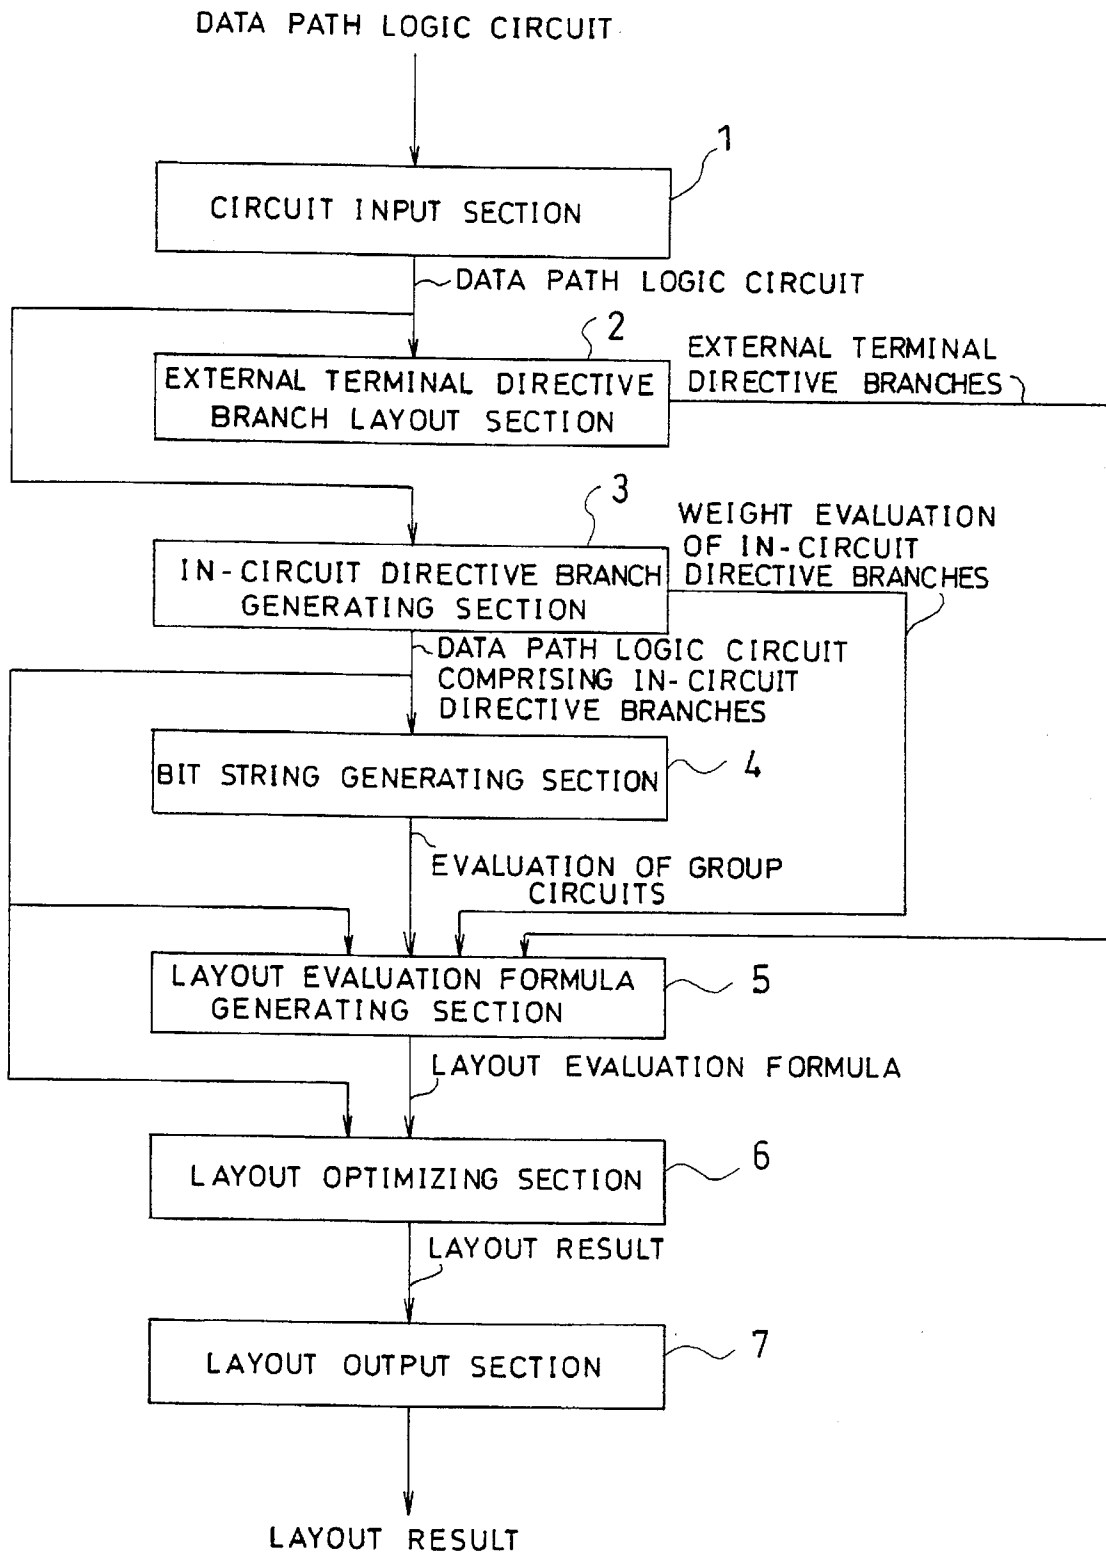 DATA PATH LOGIC CIRCUIT
1
CIRCUIT INPUT SECTION
DATA PATH LOGIC CIRCUIT
2
EXTERNAL TERMINAL DIRECTIVE
BRANCH LAYOUT SECTION
EXTERNAL TERMINAL
DIRECTIVE BRANCHES
3
IN-CIRCUIT DIRECTIVE BRANCH
GENERATING SECTION
WEIGHT EVALUATION
OF IN-CIRCUIT
DIRECTIVE BRANCHES
DATA PATH LOGIC CIRCUIT
COMPRISING IN-CIRCUIT
DIRECTIVE BRANCHES
BIT STRING GENERATING SECTION
4
EVALUATION OF GROUP
CIRCUITS
LAYOUT EVALUATION FORMULA
GENERATING SECTION
5
LAYOUT EVALUATION FORMULA
LAYOUT OPTIMIZING SECTION
6
LAYOUT RESULT
LAYOUT OUTPUT SECTION
7
LAYOUT RESULT